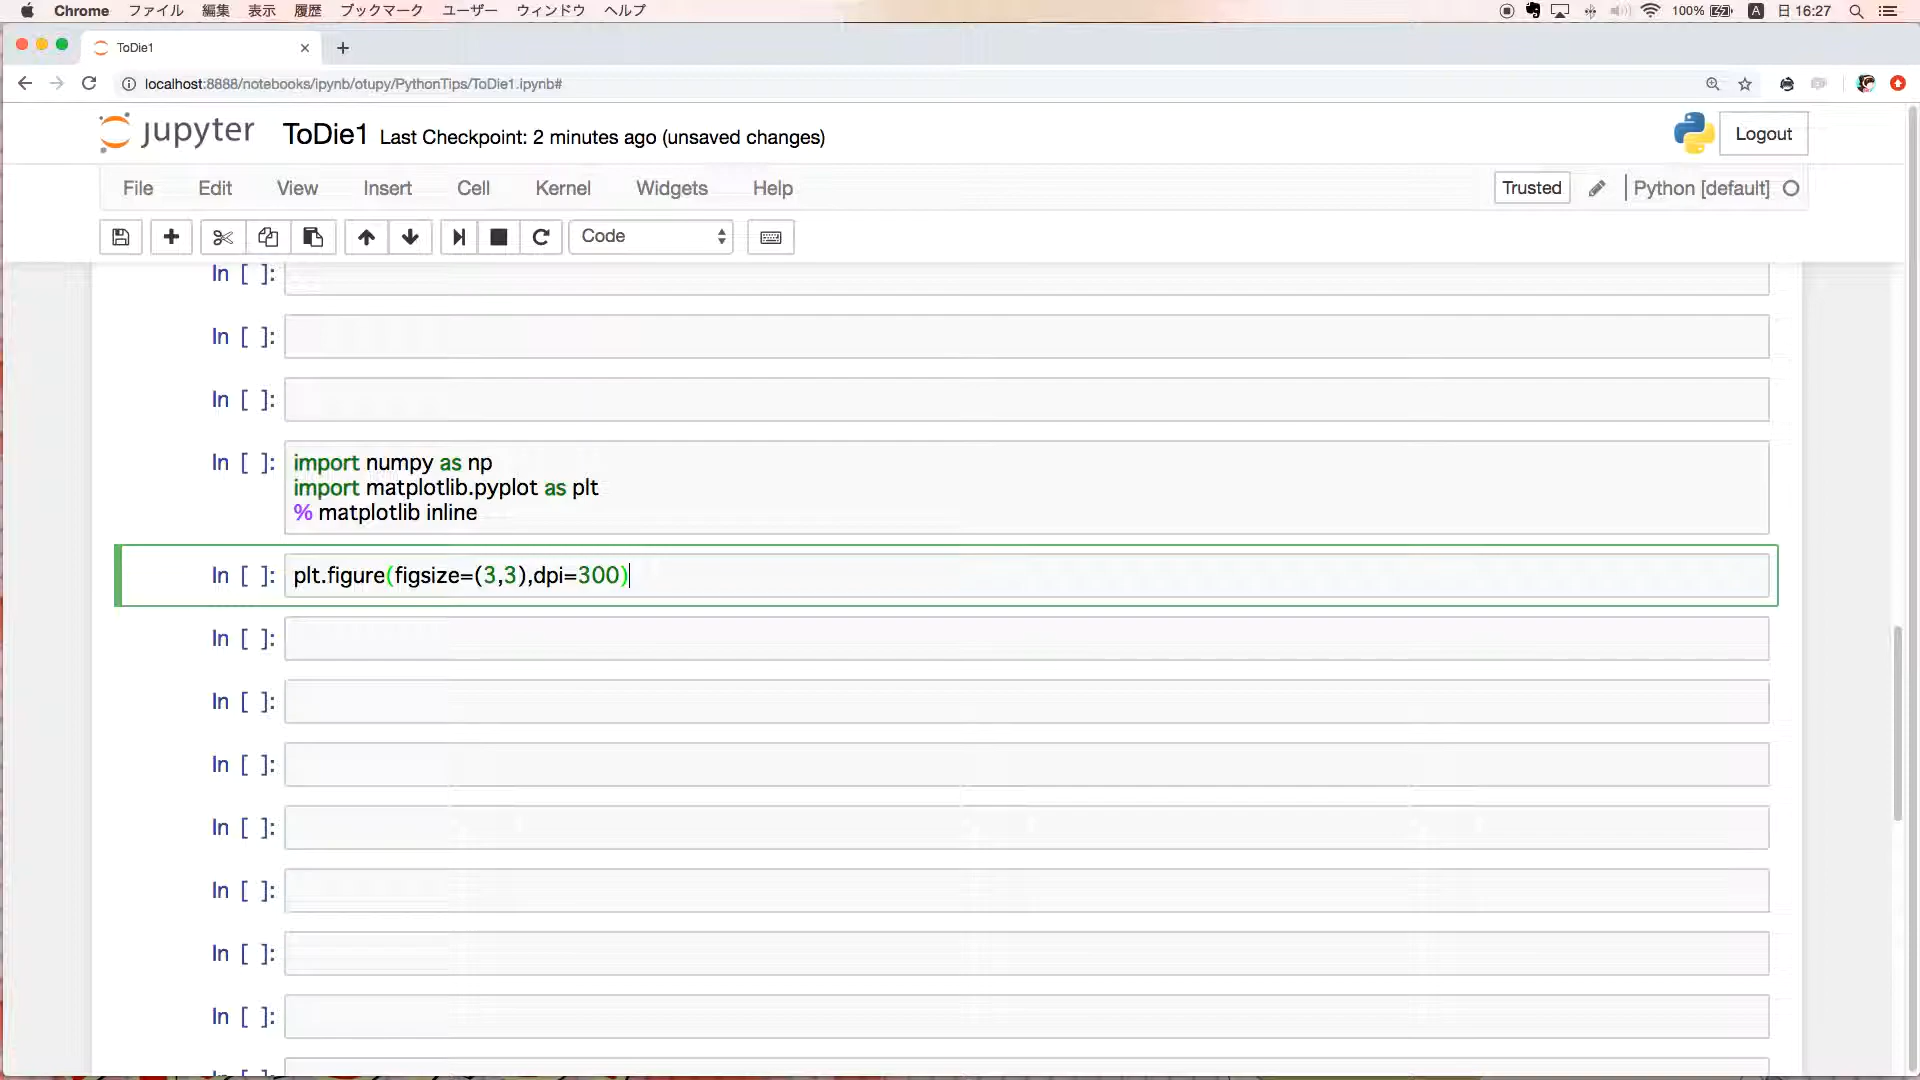 Chrome ファイル 編集 表示 履歴 ブックマーク ユーザー ウィンドウ ヘルプ 100% A 日 16:27
ToDie1
localhost:8888/notebooks/ipynb/otupy/PythonTips/ToDie1.ipynb#
jupyter ToDie1 Last Checkpoint: 2 minutes ago (unsaved changes) Logout
File Edit View Insert Cell Kernel Widgets Help Trusted Python [default]
Code
In [ ]:
In [ ]:
In [ ]:
In [ ]: import numpy as np
import matplotlib.pyplot as plt
% matplotlib inline
In [ ]: plt.figure(figsize=(3,3),dpi=300)
In [ ]:
In [ ]:
In [ ]:
In [ ]:
In [ ]:
In [ ]:
In [ ]: